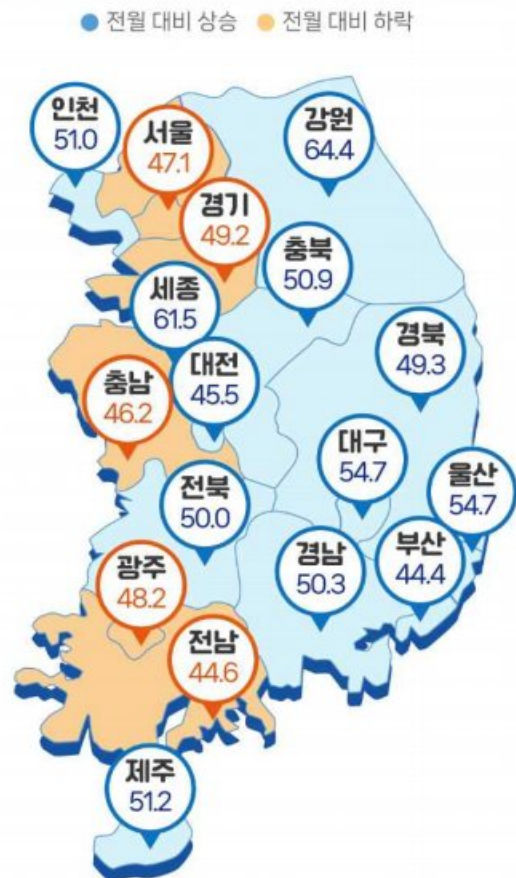 전월 대비 상승 전월 대비 하락
인천
51.0
서울
47.1
강원
64.4
경기
49.2
충북
50.9
세종
61.5
경북
49.3
대전
45.5
충남
46.2
대구
54.7
울산
54.7
전북
50.0
경남
50.3
부산
44.4
광주
48.2
전남
44.6
제주
51.2